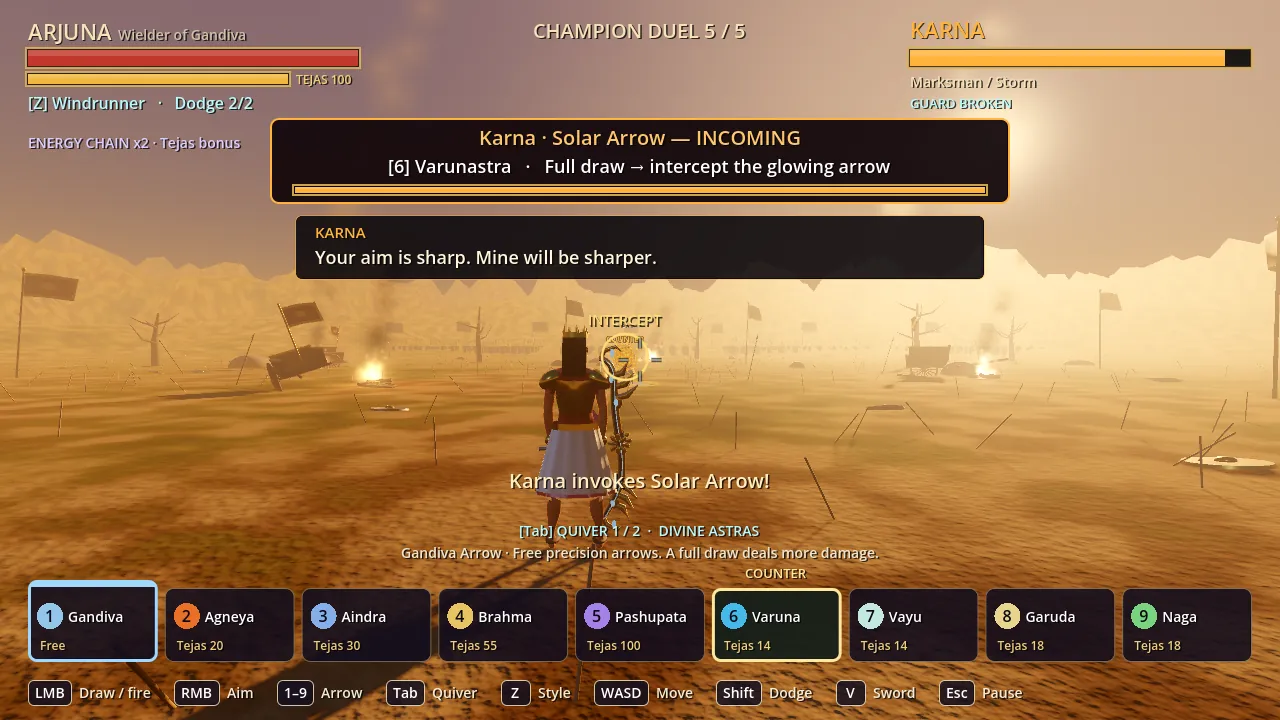 ARJUNA Wielder of Gandiva
TEJAS 100
[Z] Windrunner · Dodge 2/2
ENERGY CHAIN x2 · Tejas bonus
CHAMPION DUEL 5 / 5
KARNA
Marksman / Storm
GUARD BROKEN
Karna · Solar Arrow — INCOMING
[6] Varunastra · Full draw → intercept the glowing arrow
KARNA
Your aim is sharp. Mine will be sharper.
INTERCEPT
Karna invokes Solar Arrow!
[Tab] QUIVER 1 / 2 · DIVINE ASTRAS
Gandiva Arrow · Free precision arrows. A full draw deals more damage.
COUNTER
1 Gandiva
Free
2 Agneya
Tejas 20
3 Aindra
Tejas 30
4 Brahma
Tejas 55
5 Pashupata
Tejas 100
6 Varuna
Tejas 14
7 Vayu
Tejas 14
8 Garuda
Tejas 18
9 Naga
Tejas 18
LMB Draw / fire RMB Aim 1–9 Arrow Tab Quiver Z Style WASD Move Shift Dodge V Sword Esc Pause